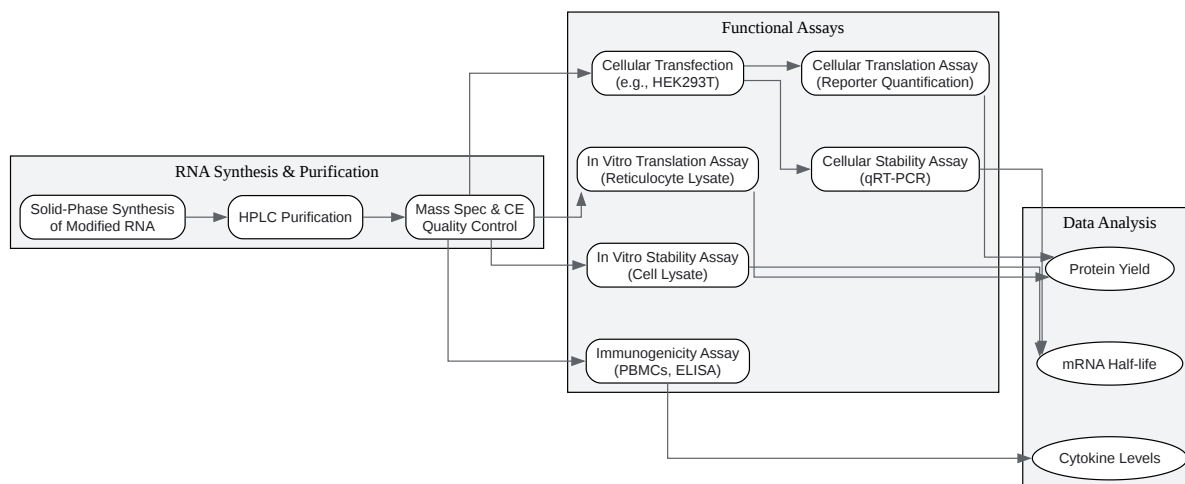 Functional Assays
Cellular Transfection
(e.g., HEK293T)
Cellular Translation Assay
(Reporter Quantification)
RNA Synthesis & Purification
In Vitro Translation Assay
(Reticulocyte Lysate)
Cellular Stability Assay
(qRT-PCR)
Solid-Phase Synthesis
of Modified RNA
HPLC Purification
Mass Spec & CE
Quality Control
Data Analysis
In Vitro Stability Assay
(Cell Lysate)
Protein Yield
Immunogenicity Assay
(PBMCs, ELISA)
mRNA Half-life
Cytokine Levels